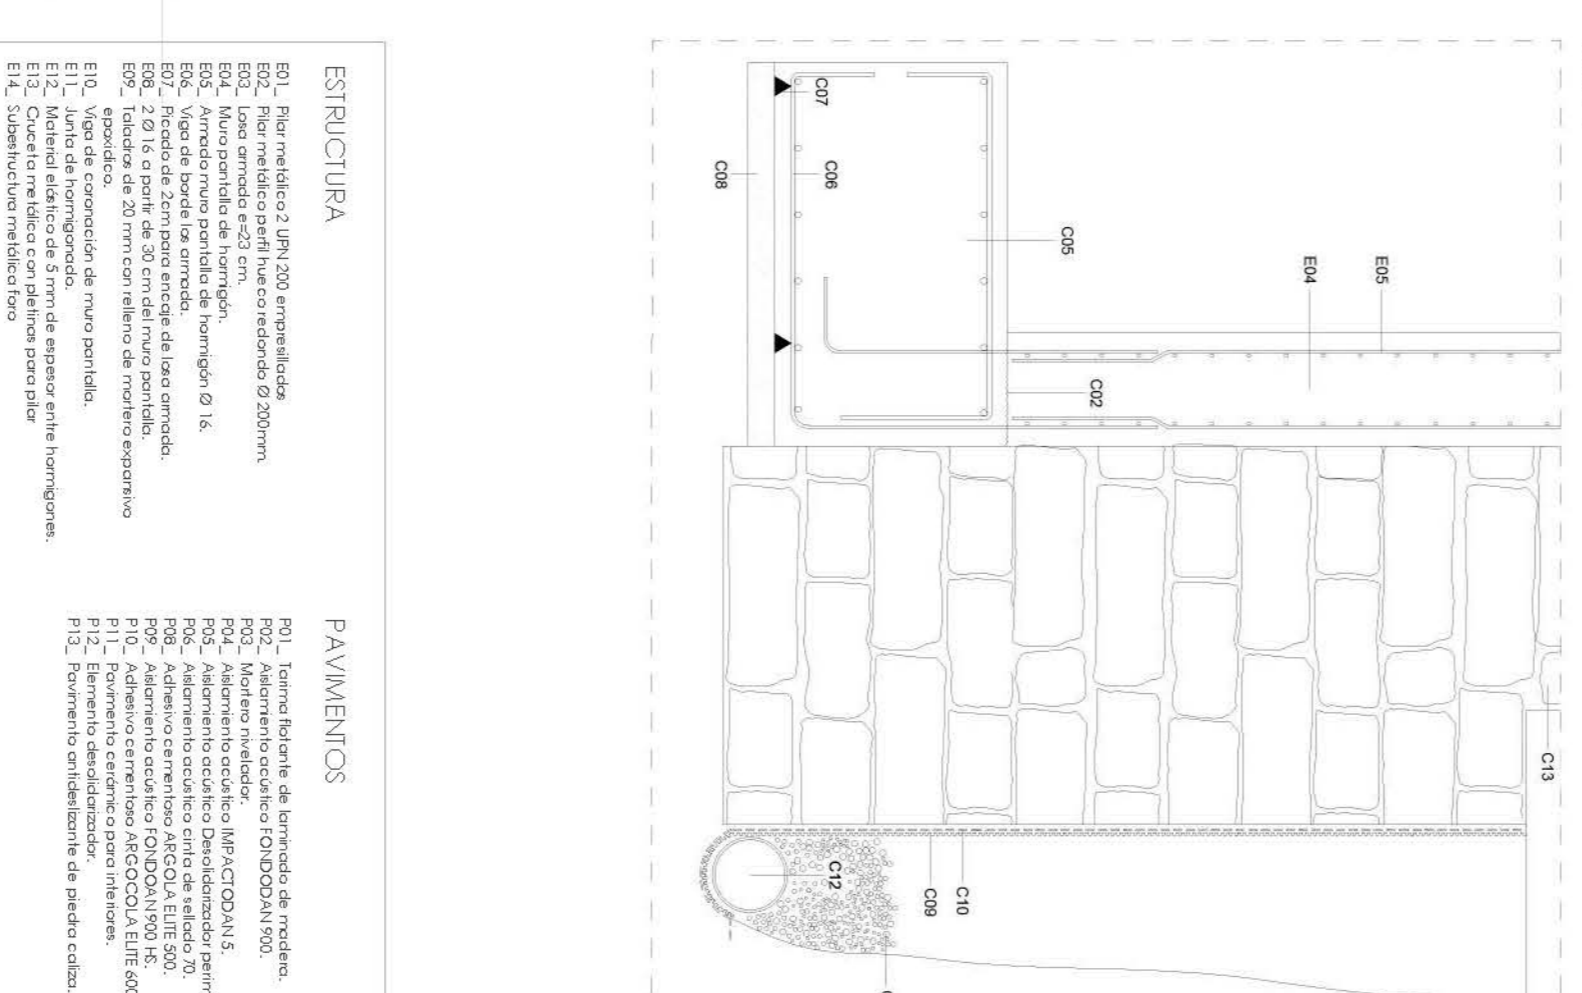 ESTRUCTURA
E01_ Pilar metálico 2 UPN 200 empresillados
E02_ Pilar metálico perfil hueco redondo Ø 200mm.
E03_ Losa armada e=23 cm.
E04_ Muro pantalla de hormigón.
E05_ Armado muro pantalla de hormigón Ø 16.
E06_ Viga de borde los armada.
E07_ Picado de 2cm para encaje de losa armada.
E08_ 2 Ø 16 a partir de 30 cm del muro pantalla.
E09_ Taladros de 20 mm con relleno de mortero expansivo
epoxidico.
E10_ Viga de coronación de muro pantalla.
E11_ Junta de hormigonado.
E12_ Material elástico de 5 mm de espesor entre hormigones.
E13_ Cruceta metálica con pletinas para pilar
E14_ Subestructura metálica foro
PAVIMENTOS
P01_ Tarima flotante de laminado de madera.
P02_ Aislamiento acústico FONDODAN 900.
P03_ Mortero nivelador.
P04_ Aislamiento acústico IMPACTODAN 5.
P05_ Aislamiento acústico Desolidarizador perim
P06_ Aislamiento acústico cinta de sellado 70.
P08_ Adhesivo cementoso ARGOLA ELITE 500.
P09_ Aislamiento acústico FONDOAN 900 HS.
P10_ Adhesivo cementoso ARGOCOLA ELITE 600
P11_ Pavimento cerámico para interiores.
P12_ Elemento desolidarizador.
P13_ Pavimento antideslizante de piedra caliza.
E05
E04
C05
C02
C07
C06
C08
C13
C10
C09
C12